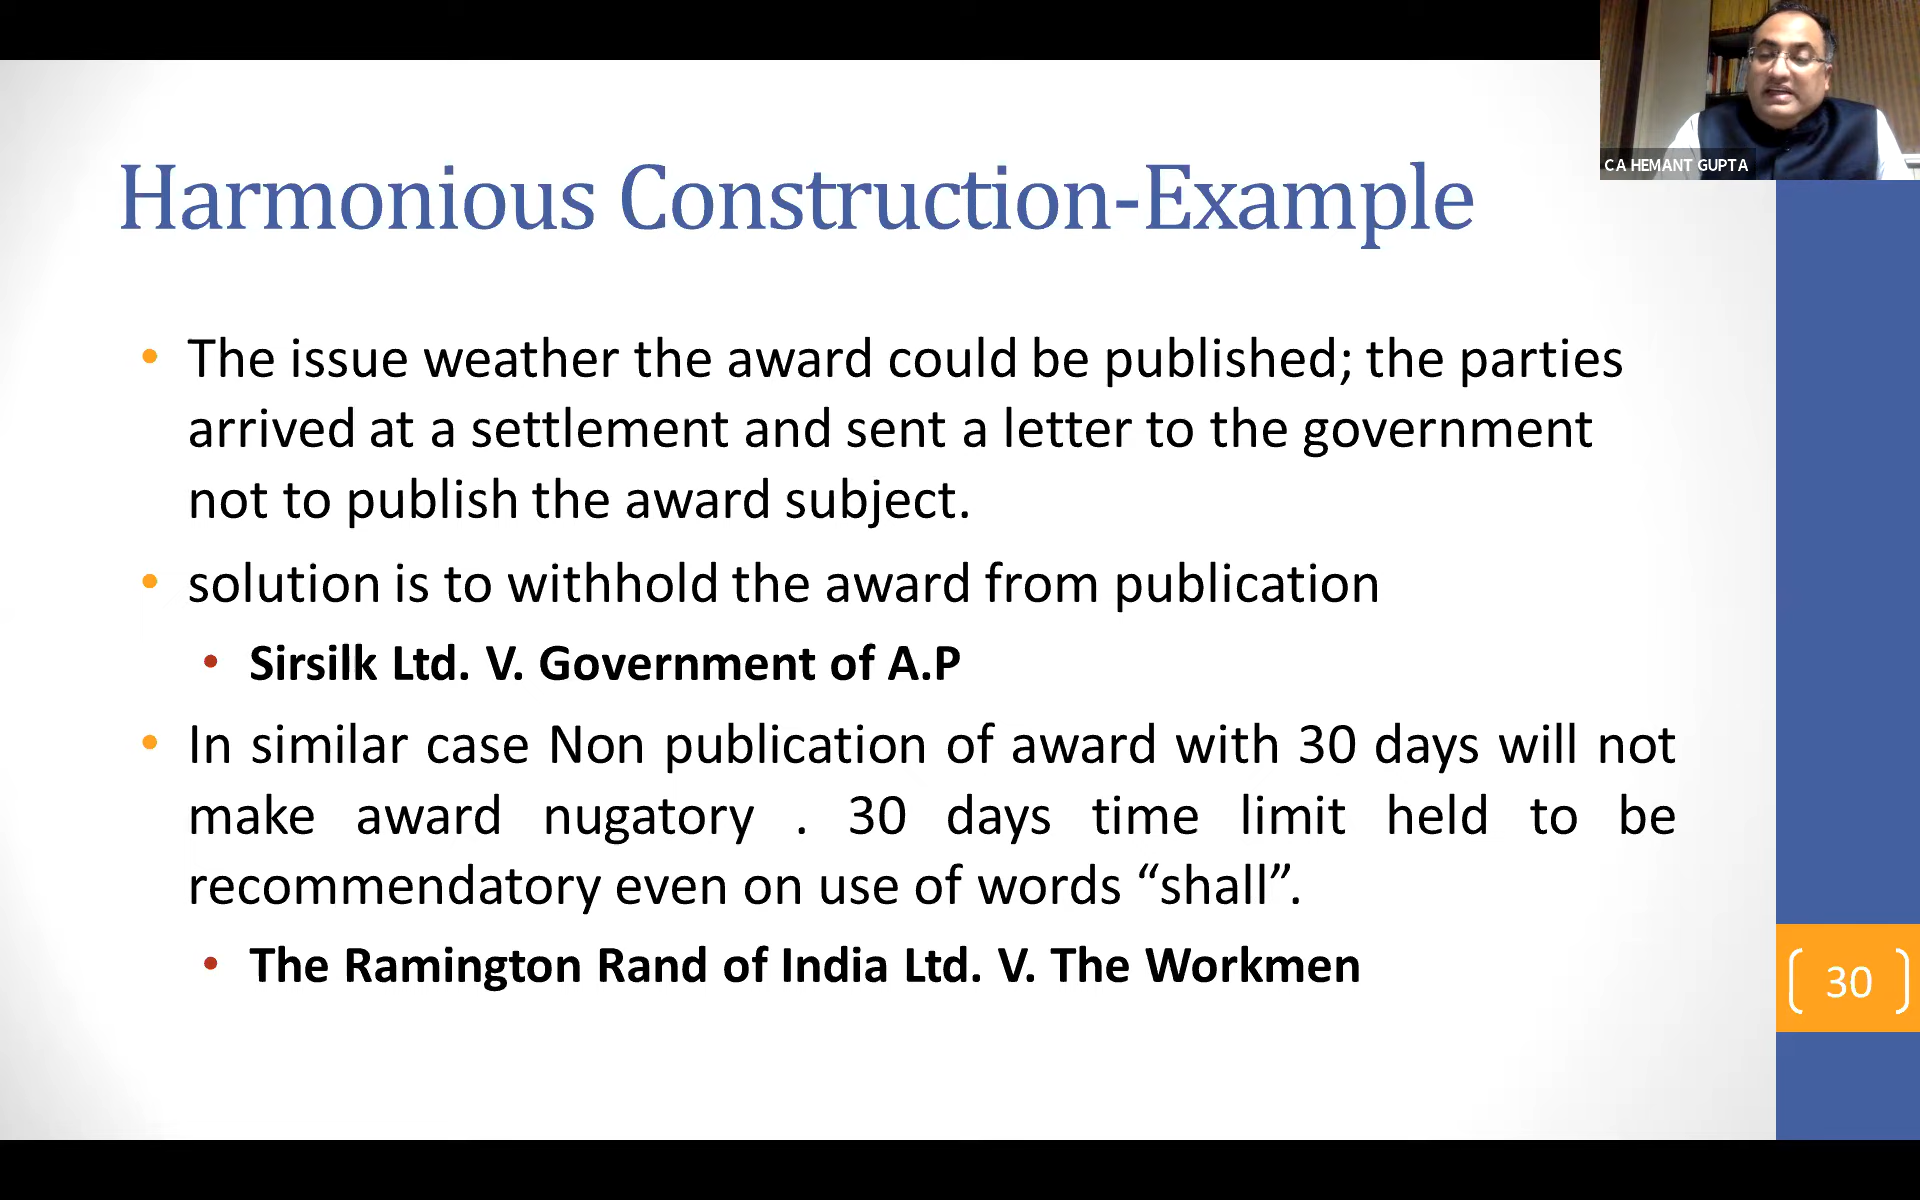 CA HEMANT GUPTA
Harmonious Construction-Example
• The issue weather the award could be published; the parties
arrived at a settlement and sent a letter to the government
not to publish the award subject.
• solution is to withhold the award from publication
• Sirsilk Ltd. V. Government of A.P
• In similar case Non publication of award with 30 days will not
make award nugatory . 30 days time limit held to be
recommendatory even on use of words “shall”.
• The Ramington Rand of India Ltd. V. The Workmen
30